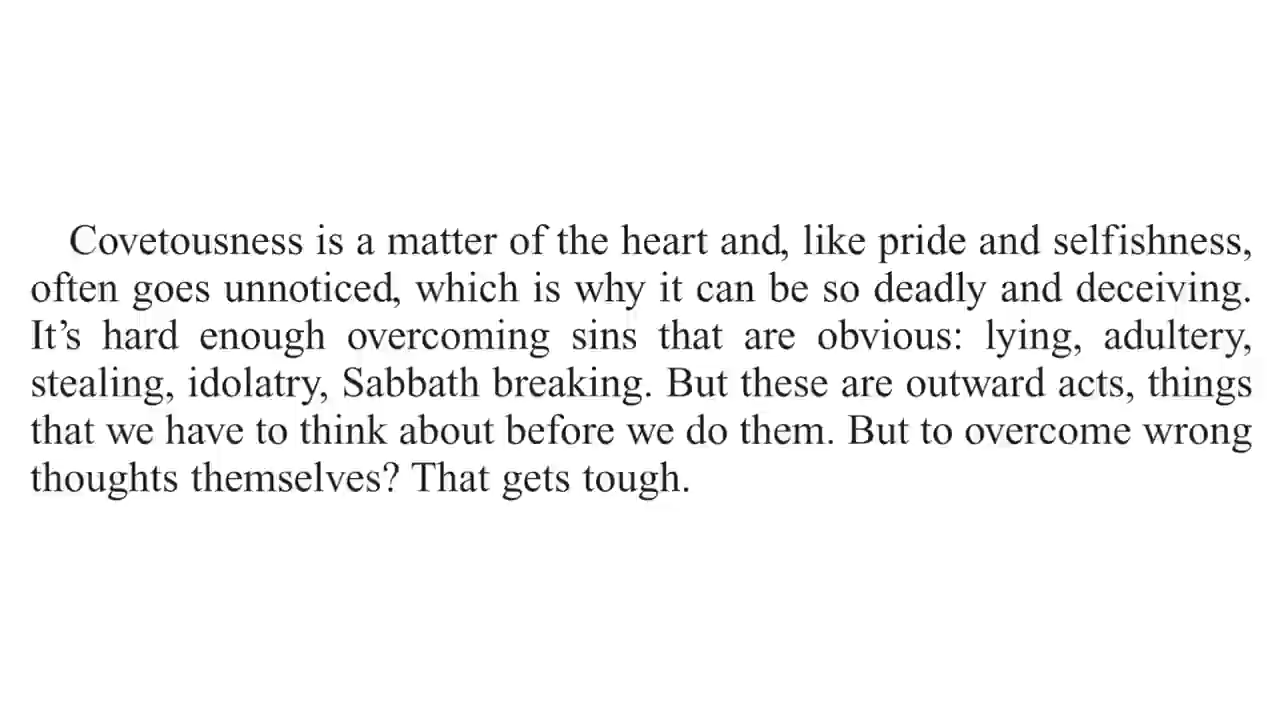 Covetousness is a matter of the heart and, like pride and selfishness,
often goes unnoticed, which is why it can be so deadly and deceiving.
It’s hard enough overcoming sins that are obvious: lying, adultery,
stealing, idolatry, Sabbath breaking. But these are outward acts, things
that we have to think about before we do them. But to overcome wrong
thoughts themselves? That gets tough.